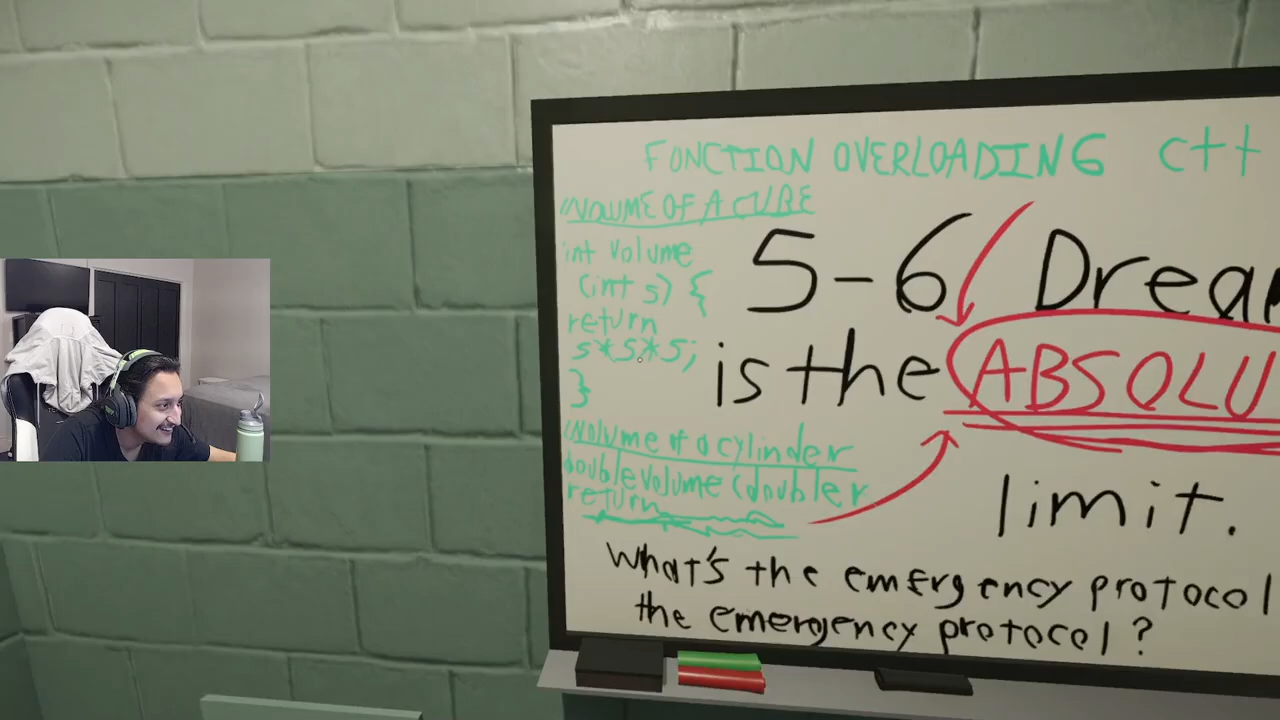 FUNCTION OVERLOADING C++
//VOLUME OF A CUBE
int volume
(int s) {
return
s*s*s;
}
//Volume of a cylinder
double volume (double r
return
5-6 Drea
is the ABSOLU
limit.
What's the emergency protocol
the emergency protocol?